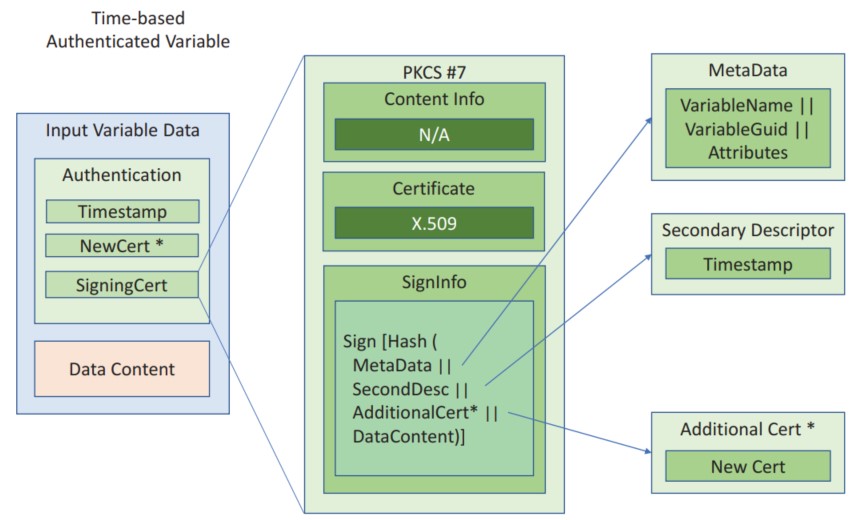 Time-based
Authenticated Variable
Input Variable Data
Authentication
Timestamp
NewCert *
SigningCert
Data Content
PKCS #7
Content Info
N/A
Certificate
X.509
SignInfo
Sign [Hash (
MetaData ||
SecondDesc ||
AdditionalCert* ||
DataContent)]
MetaData
VariableName ||
VariableGuid ||
Attributes
Secondary Descriptor
Timestamp
Additional Cert *
New Cert